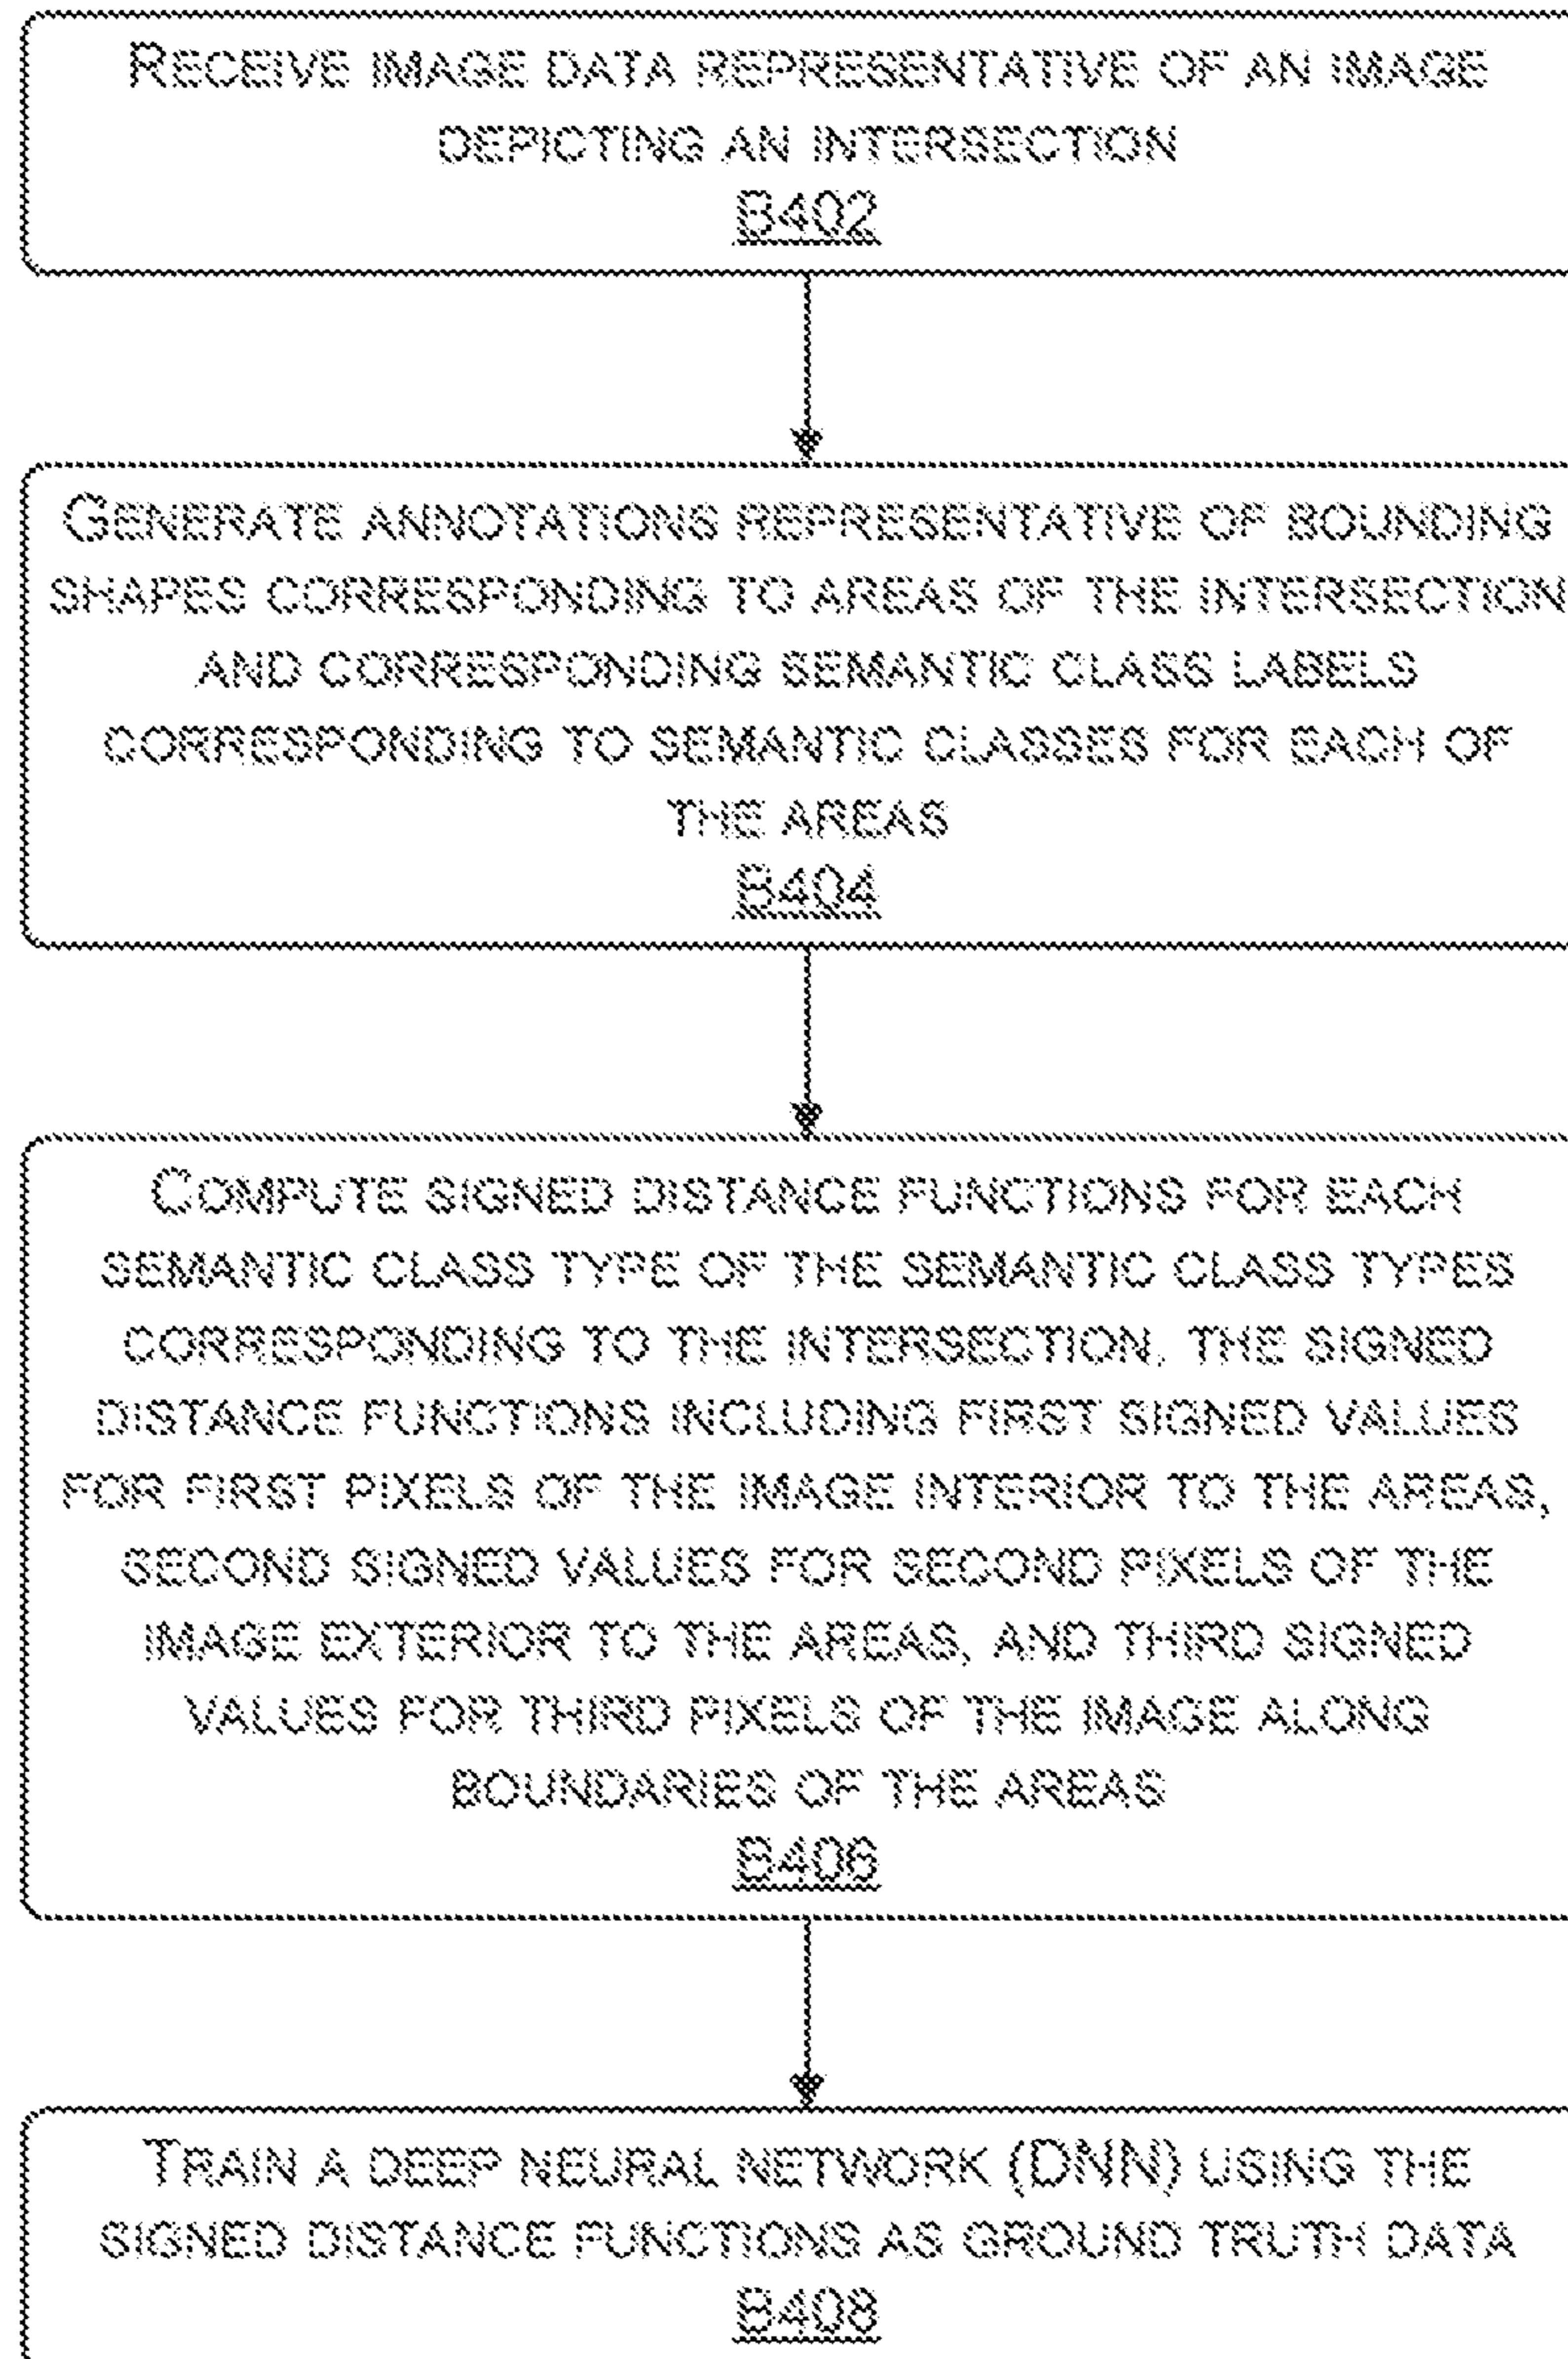 RECEIVE IMAGE DATA REPRESENTATIVE OF AN IMAGE
DEPICTING AN INTERSECTION
B402
GENERATE ANNOTATIONS REPRESENTATIVE OF BOUNDING
SHAPES CORRESPONDING TO AREAS OF THE INTERSECTION
AND CORRESPONDING SEMANTIC CLASS LABELS
CORRESPONDING TO SEMANTIC CLASSES FOR EACH OF
THE AREAS
B404
COMPUTE SIGNED DISTANCE FUNCTIONS FOR EACH
SEMANTIC CLASS TYPE OF THE SEMANTIC CLASS TYPES
CORRESPONDING TO THE INTERSECTION, THE SIGNED
DISTANCE FUNCTIONS INCLUDING FIRST SIGNED VALUES
FOR FIRST PIXELS OF THE IMAGE INTERIOR TO THE AREAS,
SECOND SIGNED VALUES FOR SECOND PIXELS OF THE
IMAGE EXTERIOR TO THE AREAS, AND THIRD SIGNED
VALUES FOR THIRD PIXELS OF THE IMAGE ALONG
BOUNDARIES OF THE AREAS
B406
TRAIN A DEEP NEURAL NETWORK (DNN) USING THE
SIGNED DISTANCE FUNCTIONS AS GROUND TRUTH DATA
B408